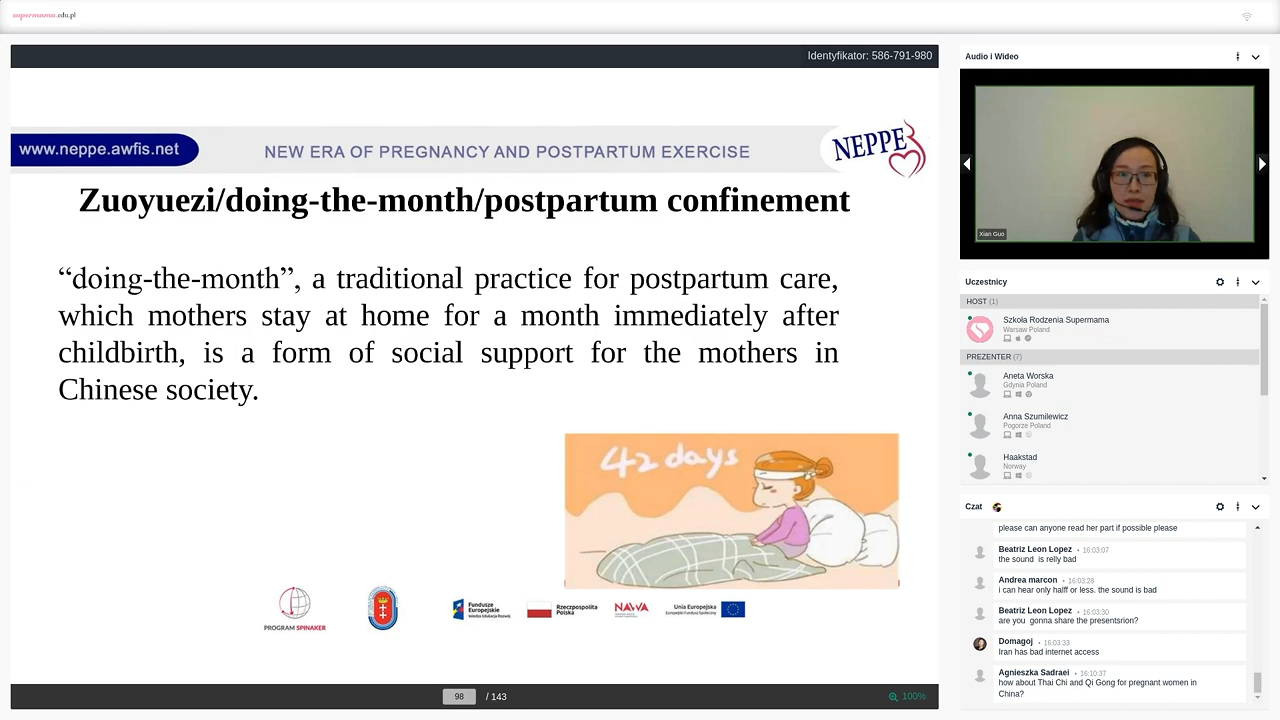 supermama.edu.pl
Identyfikator: 586-791-980
www.neppe.awfis.net
NEW ERA OF PREGNANCY AND POSTPARTUM EXERCISE
NEPPE
Zuoyuezi/doing-the-month/postpartum confinement
“doing-the-month”, a traditional practice for postpartum care,
which mothers stay at home for a month immediately after
childbirth, is a form of social support for the mothers in
Chinese society.
42 days
PROGRAM SPINAKER
Fundusze
Europejskie
Wiedza Edukacja Rozwój
Rzeczpospolita
Polska
NAWA
Unia Europejska
Europejski Fundusz Społeczny
98 / 143
100%
Audio i Wideo
Xian Guo
Uczestnicy
HOST (1)
Szkoła Rodzenia Supermama
Warsaw Poland
PREZENTER (7)
Aneta Worska
Gdynia Poland
Anna Szumilewicz
Pogorze Poland
Haakstad
Norway
Czat
please can anyone read her part if possible please
Beatriz Leon Lopez • 16:03:07
the sound is relly bad
Andrea marcon • 16:03:28
i can hear only halff or less. the sound is bad
Beatriz Leon Lopez • 16:03:30
are you gonna share the presentsrion?
Domagoj • 16:03:33
Iran has bad internet access
Agnieszka Sadraei • 16:10:37
how about Thai Chi and Qi Gong for pregnant women in
China?